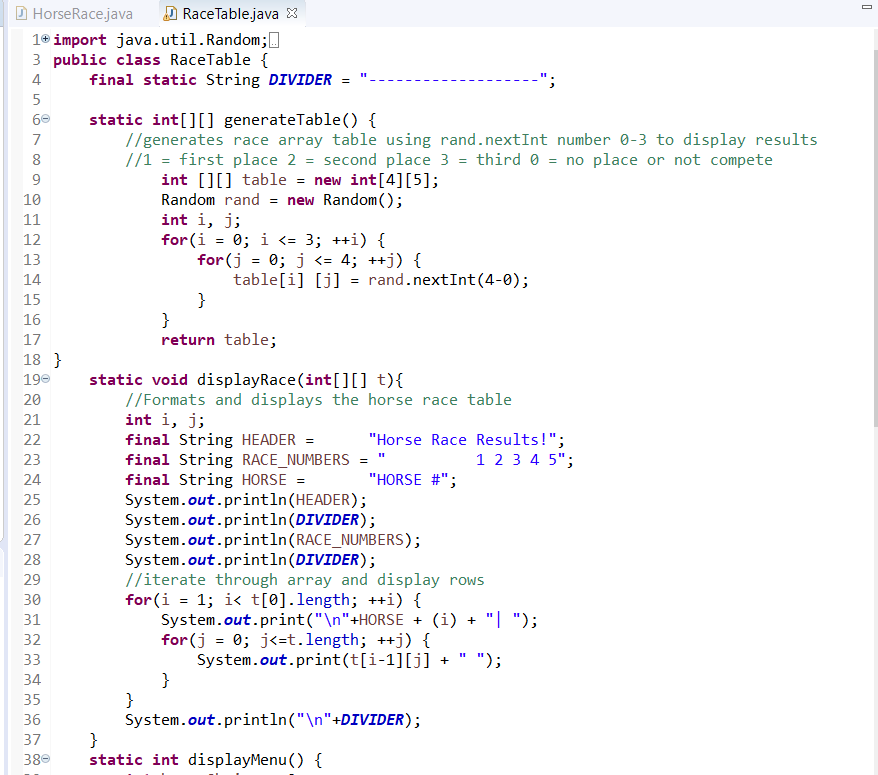 HorseRace.java RaceTable.java
1 import java.util.Random;
3 public class RaceTable {
4 final static String DIVIDER = "-------------------";
5
6 static int[][] generateTable() {
7 //generates race array table using rand.nextInt number 0-3 to display results
8 //1 = first place 2 = second place 3 = third 0 = no place or not compete
9 int [][] table = new int[4][5];
10 Random rand = new Random();
11 int i, j;
12 for(i = 0; i <= 3; ++i) {
13 for(j = 0; j <= 4; ++j) {
14 table[i] [j] = rand.nextInt(4-0);
15 }
16 }
17 return table;
18 }
19 static void displayRace(int[][] t){
20 //Formats and displays the horse race table
21 int i, j;
22 final String HEADER =      "Horse Race Results!";
23 final String RACE_NUMBERS = "          1 2 3 4 5";
24 final String HORSE =       "HORSE #";
25 System.out.println(HEADER);
26 System.out.println(DIVIDER);
27 System.out.println(RACE_NUMBERS);
28 System.out.println(DIVIDER);
29 //iterate through array and display rows
30 for(i = 1; i< t[0].length; ++i) {
31 System.out.print("\n"+HORSE + (i) + "| ");
32 for(j = 0; j<=t.length; ++j) {
33 System.out.print(t[i-1][j] + " ");
34 }
35 }
36 System.out.println("\n"+DIVIDER);
37 }
38 static int displayMenu() {